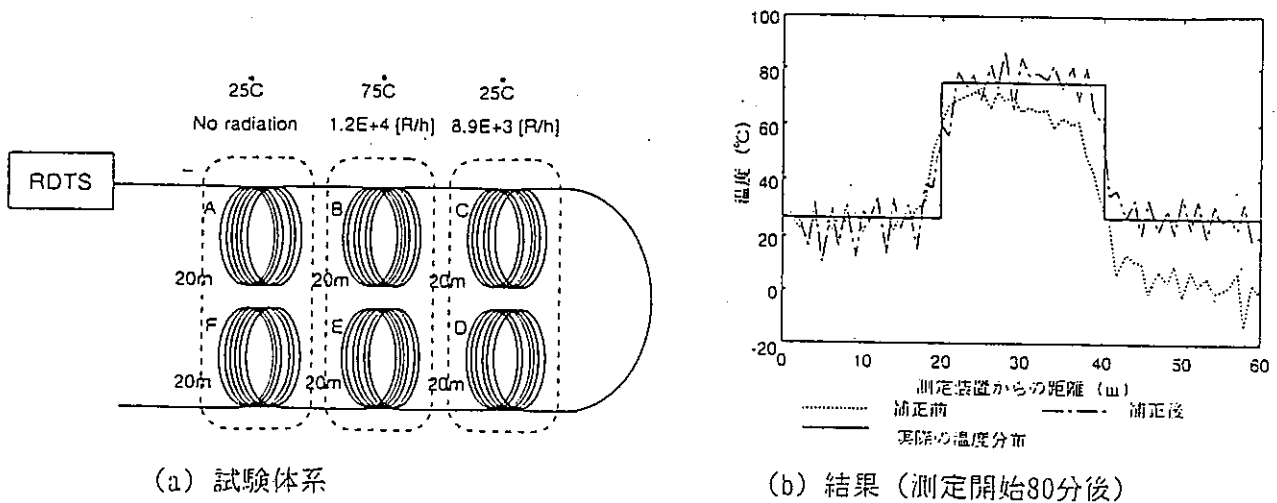 25°C 75°C 25°C
No radiation 1.2E+4 [R/h] 8.9E+3 [R/h]
RDTS
A B C
20m 20m 20m
F E D
20m 20m 20m
(a) 試験体系
温度 (℃)
100
80
60
40
20
0
-20
0 10 20 30 40 50 60
測定装置からの距離 (m)
補正前 補正後
実際の温度分布
(b) 結果 (測定開始80分後)